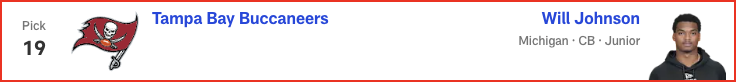 Pick
19
Tampa Bay Buccaneers
Will Johnson
Michigan · CB · Junior